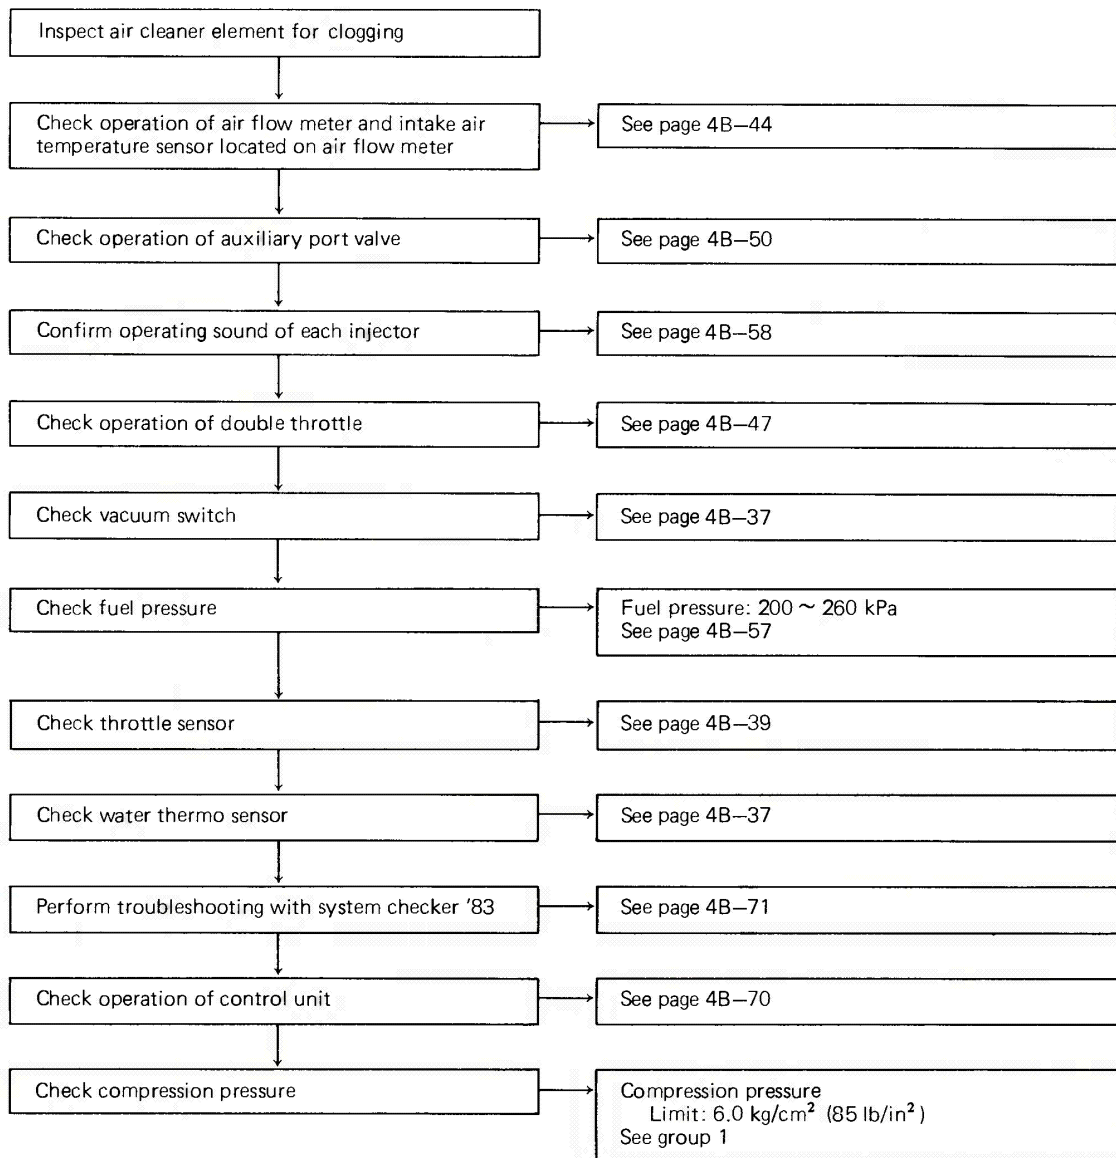 Inspect air cleaner element for clogging
Check operation of air flow meter and intake air
temperature sensor located on air flow meter
See page 4B—44
Check operation of auxiliary port valve
See page 4B—50
Confirm operating sound of each injector
See page 4B—58
Check operation of double throttle
See page 4B—47
Check vacuum switch
See page 4B—37
Check fuel pressure
Fuel pressure: 200 ~ 260 kPa
See page 4B—57
Check throttle sensor
See page 4B—39
Check water thermo sensor
See page 4B—37
Perform troubleshooting with system checker '83
See page 4B—71
Check operation of control unit
See page 4B—70
Check compression pressure
Compression pressure
Limit: 6.0 kg/cm² (85 lb/in²)
See group 1